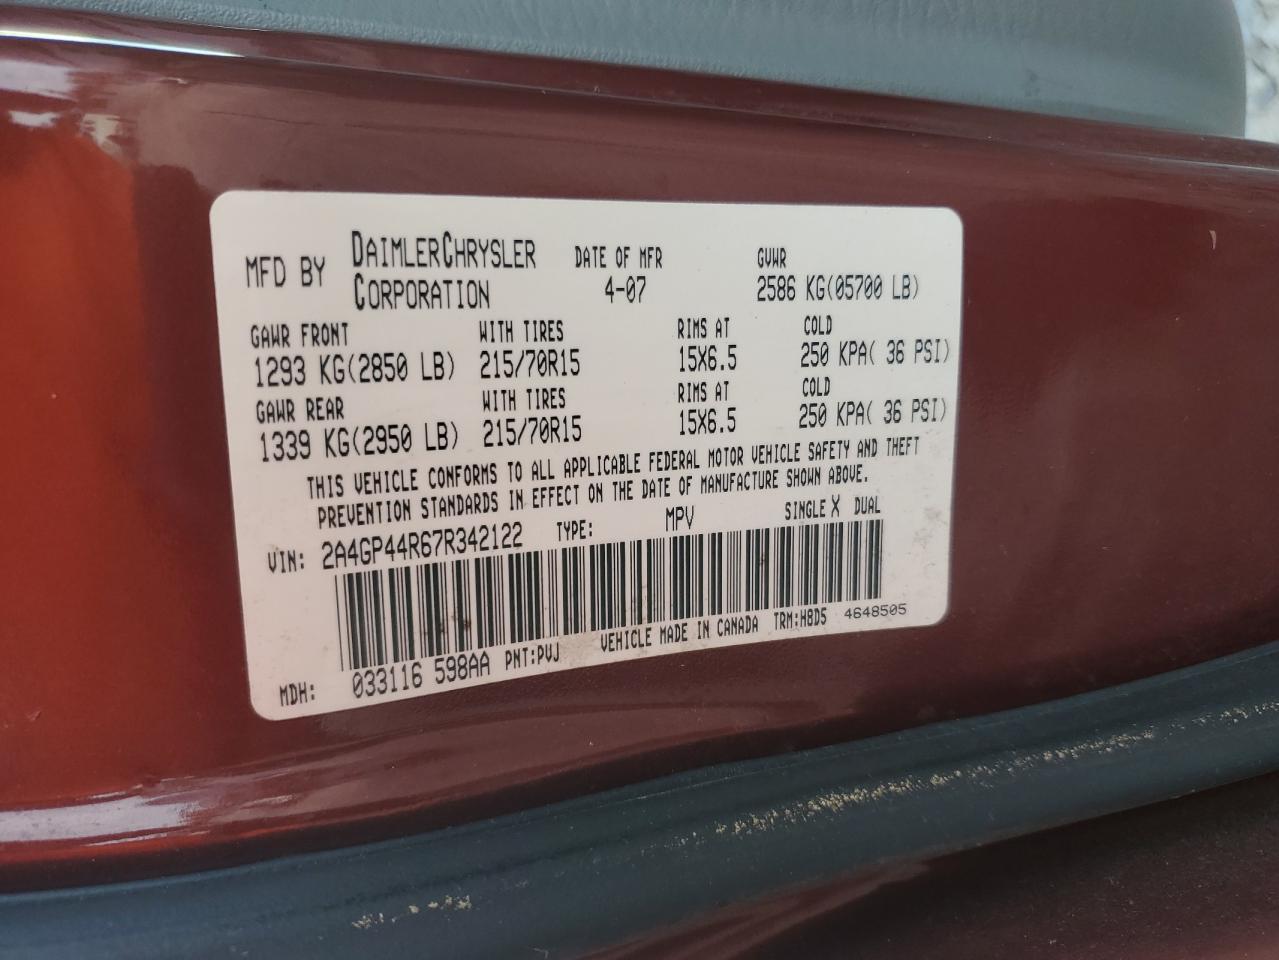 MFD BY DAIMLERCHRYSLER CORPORATION DATE OF MFR 4-07 GVWR 2586 KG(05700 LB)
GAWR FRONT WITH TIRES RIMS AT COLD
1293 KG(2850 LB) 215/70R15 15X6.5 250 KPA( 36 PSI)
GAWR REAR WITH TIRES RIMS AT COLD
1339 KG(2950 LB) 215/70R15 15X6.5 250 KPA( 36 PSI)
THIS VEHICLE CONFORMS TO ALL APPLICABLE FEDERAL MOTOR VEHICLE SAFETY AND THEFT
PREVENTION STANDARDS IN EFFECT ON THE DATE OF MANUFACTURE SHOWN ABOVE.
VIN: 2A4GP44R67R342122 TYPE: MPV SINGLE X DUAL
MDH: 033116 598AA PNT:PVJ VEHICLE MADE IN CANADA TRM:H8D5 4648505